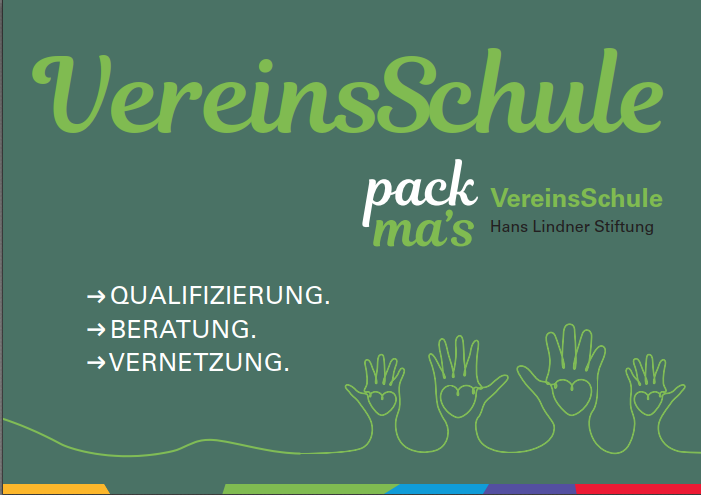 VereinsSchule
pack
ma's
VereinsSchule
Hans Lindner Stiftung
→QUALIFIZIERUNG.
→BERATUNG.
→VERNETZUNG.